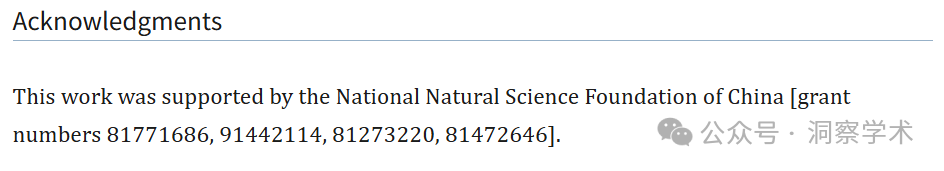 Acknowledgments
This work was supported by the National Natural Science Foundation of China [grant
numbers 81771686, 91442114, 81273220, 81472646].
公众号 · 洞察学术